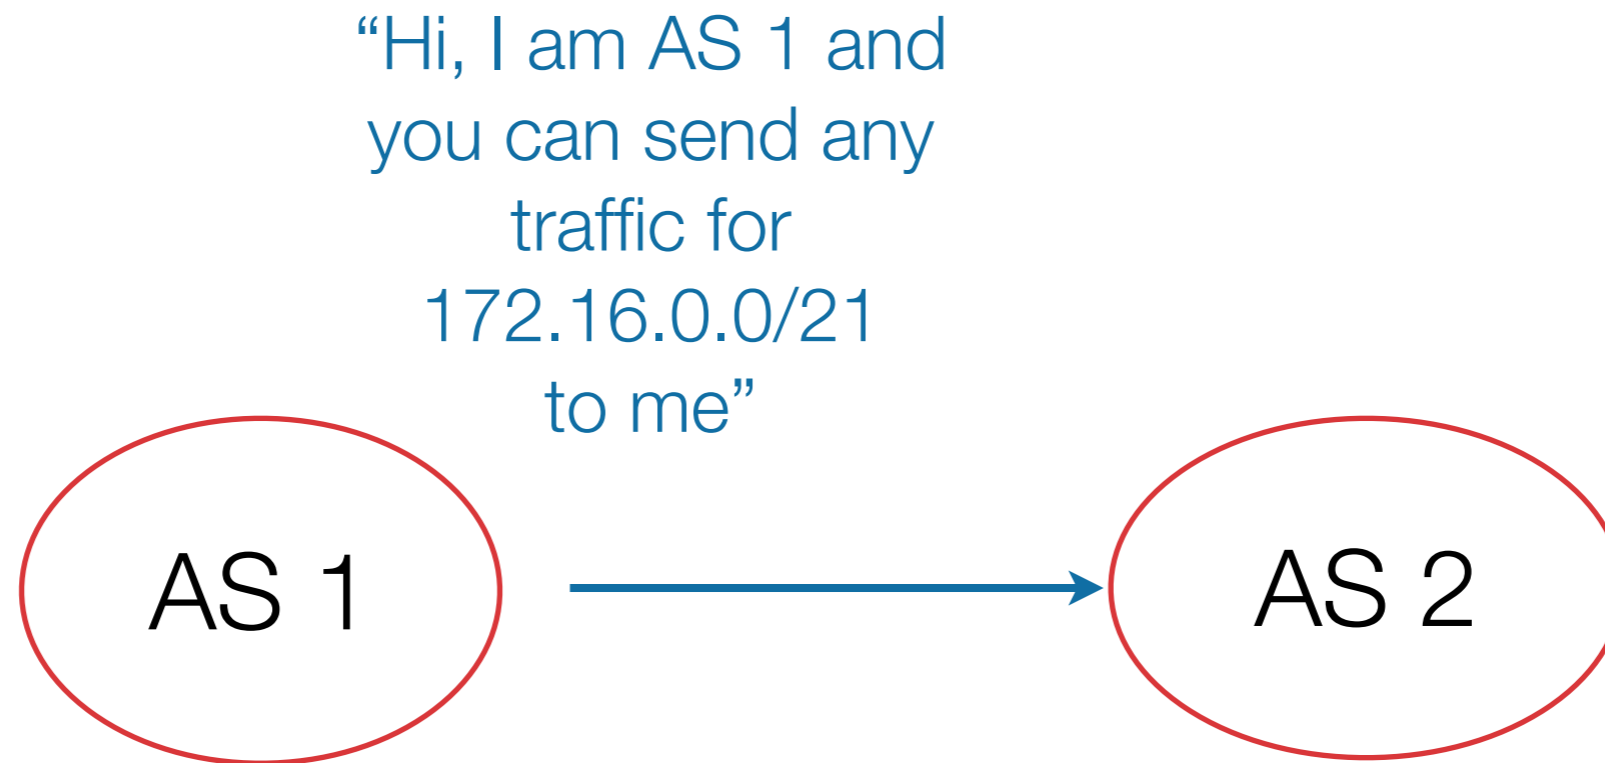 “Hi, I am AS 1 and
you can send any
traffic for
172.16.0.0/21
to me”
AS 1
AS 2